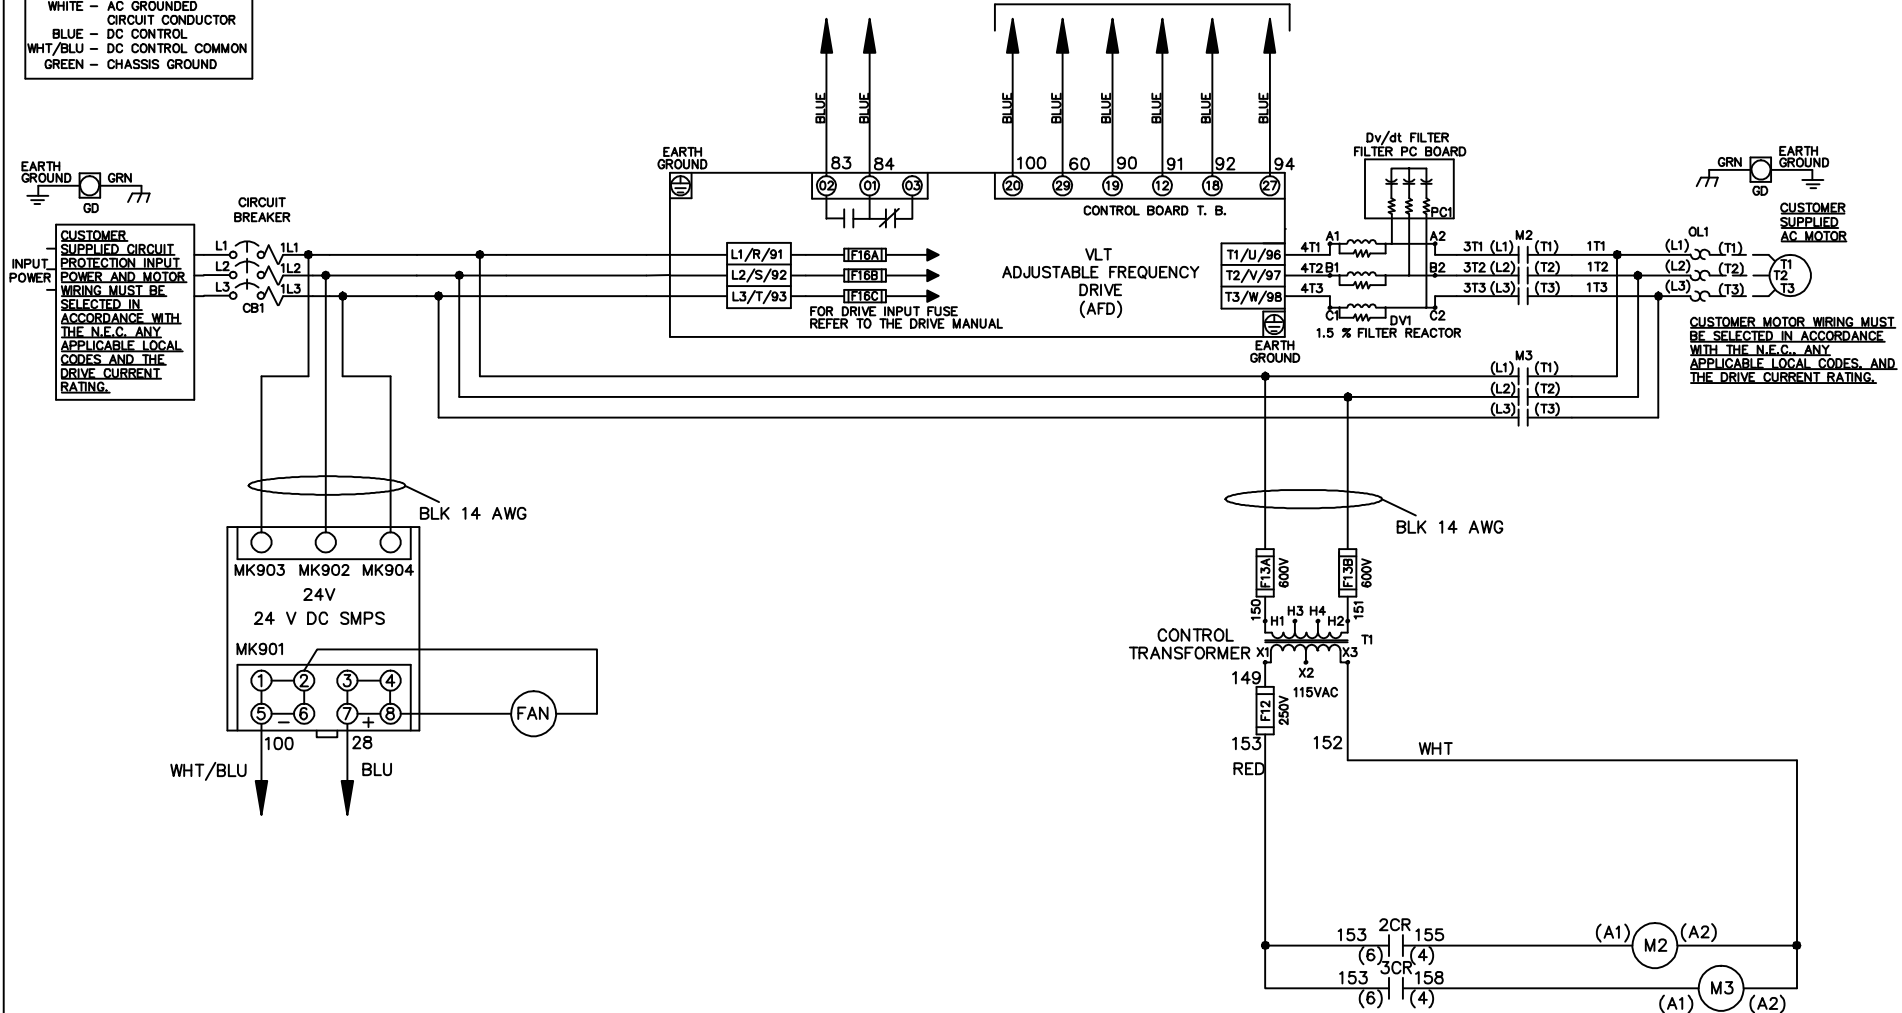 WHITE – AC GROUNDED
CIRCUIT CONDUCTOR
BLUE – DC CONTROL
WHT/BLU – DC CONTROL COMMON
GREEN – CHASSIS GROUND
BLUE BLUE BLUE BLUE BLUE BLUE BLUE BLUE
EARTH
GROUND
GRN
GD
CIRCUIT
BREAKER
INPUT
POWER
CUSTOMER
SUPPLIED CIRCUIT
PROTECTION INPUT
POWER AND MOTOR
WIRING MUST BE
SELECTED IN
ACCORDANCE WITH
THE N.E.C. ANY
APPLICABLE LOCAL
CODES AND THE
DRIVE CURRENT
RATING.
L1 1L1
L2 1L2
L3 1L3
CB1
EARTH
GROUND
83 84
02 01 03
100 60 90 91 92 94
20 29 19 12 18 27
CONTROL BOARD T. B.
L1/R/91 F16A
L2/S/92 F16B
L3/T/93 F16C
FOR DRIVE INPUT FUSE
REFER TO THE DRIVE MANUAL
VLT
ADJUSTABLE FREQUENCY
DRIVE
(AFD)
T1/U/96
T2/V/97
T3/W/98
EARTH
GROUND
Dv/dt FILTER
FILTER PC BOARD
PC1
4T1 A1 A2
4T2 B1 B2
4T3 C1 C2
DV1
1.5 % FILTER REACTOR
M2
3T1 (L1) (T1) 1T1
3T2 (L2) (T2) 1T2
3T3 (L3) (T3) 1T3
M3
(L1) (T1)
(L2) (T2)
(L3) (T3)
GRN
EARTH
GROUND
GD
CUSTOMER
SUPPLIED
AC MOTOR
OL1
(L1) (T1)
(L2) (T2)
(L3) (T3)
T1
T2
T3
CUSTOMER MOTOR WIRING MUST
BE SELECTED IN ACCORDANCE
WITH THE N.E.C.. ANY
APPLICABLE LOCAL CODES. AND
THE DRIVE CURRENT RATING.
BLK 14 AWG
MK903 MK902 MK904
24V
24 V DC SMPS
MK901
1 2 3 4
5 – 6 7 + 8
FAN
100 28
WHT/BLU BLU
BLK 14 AWG
F13A 600V F13B 600V
150 151
H1 H3 H4 H2
CONTROL
TRANSFORMER
T1
X1 X2 X3
149
115VAC
F12 250V
153 152
RED
WHT
2CR
153 155
(6) (4)
(A1) M2 (A2)
3CR
153 158
(6) (4)
(A1) M3 (A2)